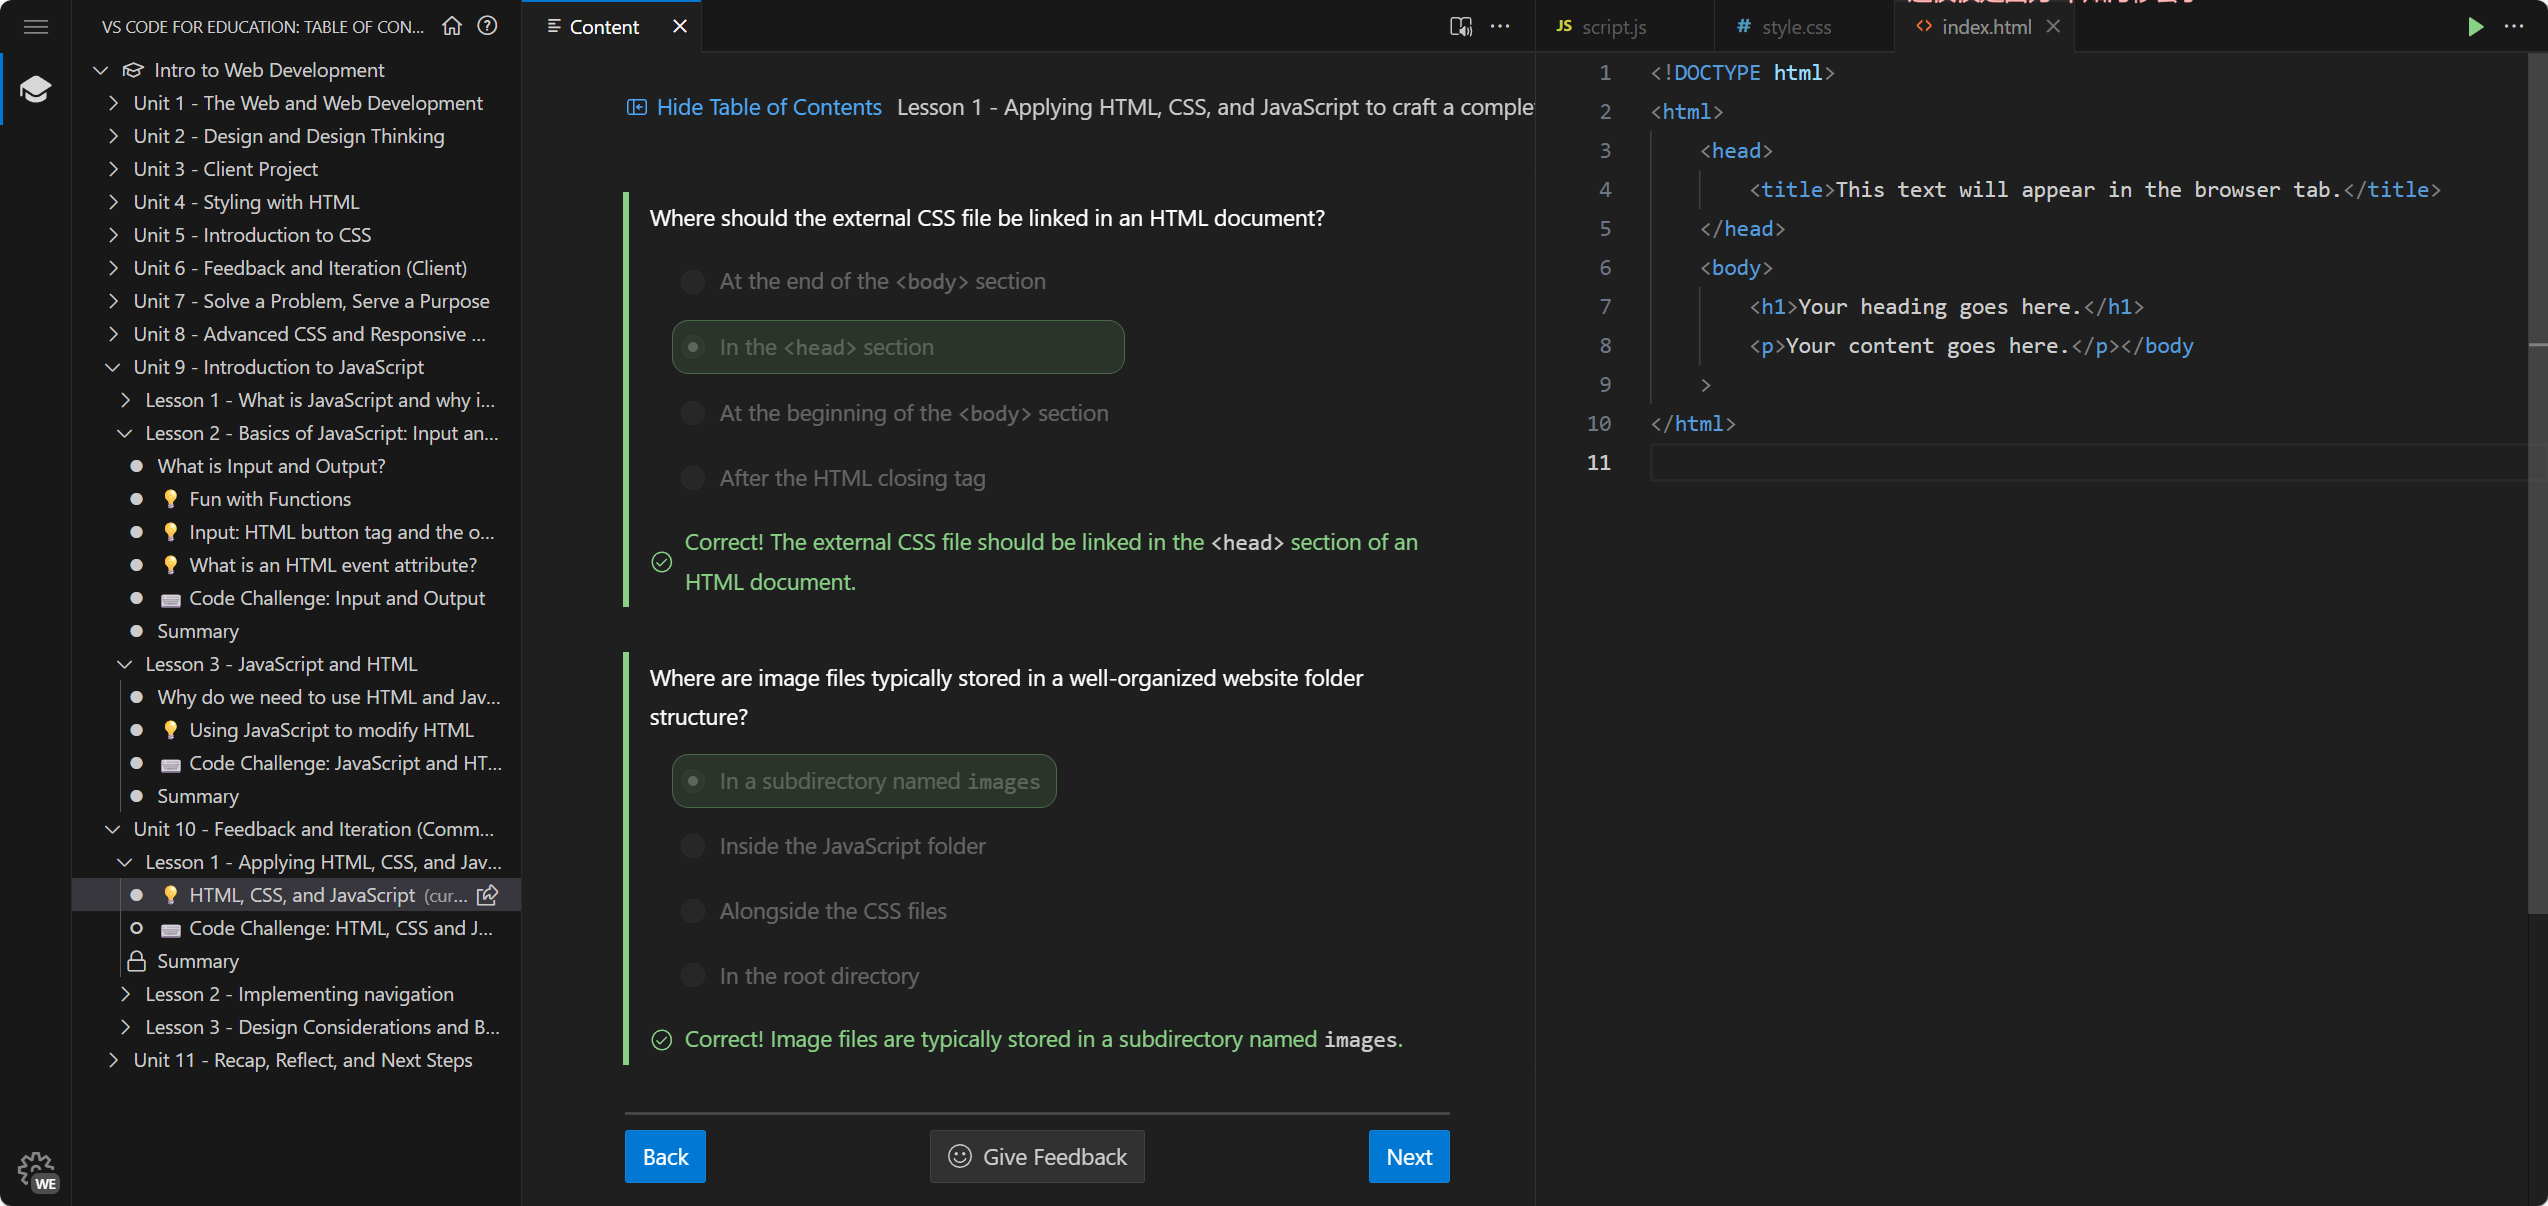 VS CODE FOR EDUCATION: TABLE OF CON...
Intro to Web Development
Unit 1 - The Web and Web Development
Unit 2 - Design and Design Thinking
Unit 3 - Client Project
Unit 4 - Styling with HTML
Unit 5 - Introduction to CSS
Unit 6 - Feedback and Iteration (Client)
Unit 7 - Solve a Problem, Serve a Purpose
Unit 8 - Advanced CSS and Responsive ...
Unit 9 - Introduction to JavaScript
Lesson 1 - What is JavaScript and why i...
Lesson 2 - Basics of JavaScript: Input an...
What is Input and Output?
Fun with Functions
Input: HTML button tag and the o...
What is an HTML event attribute?
Code Challenge: Input and Output
Summary
Lesson 3 - JavaScript and HTML
Why do we need to use HTML and Jav...
Using JavaScript to modify HTML
Code Challenge: JavaScript and HT...
Summary
Unit 10 - Feedback and Iteration (Comm...
Lesson 1 - Applying HTML, CSS, and Jav...
HTML, CSS, and JavaScript (cur...
Code Challenge: HTML, CSS and J...
Summary
Lesson 2 - Implementing navigation
Lesson 3 - Design Considerations and B...
Unit 11 - Recap, Reflect, and Next Steps
WE
Content
Hide Table of Contents Lesson 1 - Applying HTML, CSS, and JavaScript to craft a comple
Where should the external CSS file be linked in an HTML document?
At the end of the <body> section
In the <head> section
At the beginning of the <body> section
After the HTML closing tag
Correct! The external CSS file should be linked in the <head> section of an
HTML document.
Where are image files typically stored in a well-organized website folder
structure?
In a subdirectory named images
Inside the JavaScript folder
Alongside the CSS files
In the root directory
Correct! Image files are typically stored in a subdirectory named images.
Back
Give Feedback
Next
JS script.js
# style.css
<> index.html
1 <!DOCTYPE html>
2 <html>
3 <head>
4 <title>This text will appear in the browser tab.</title>
5 </head>
6 <body>
7 <h1>Your heading goes here.</h1>
8 <p>Your content goes here.</p></body
9 >
10 </html>
11